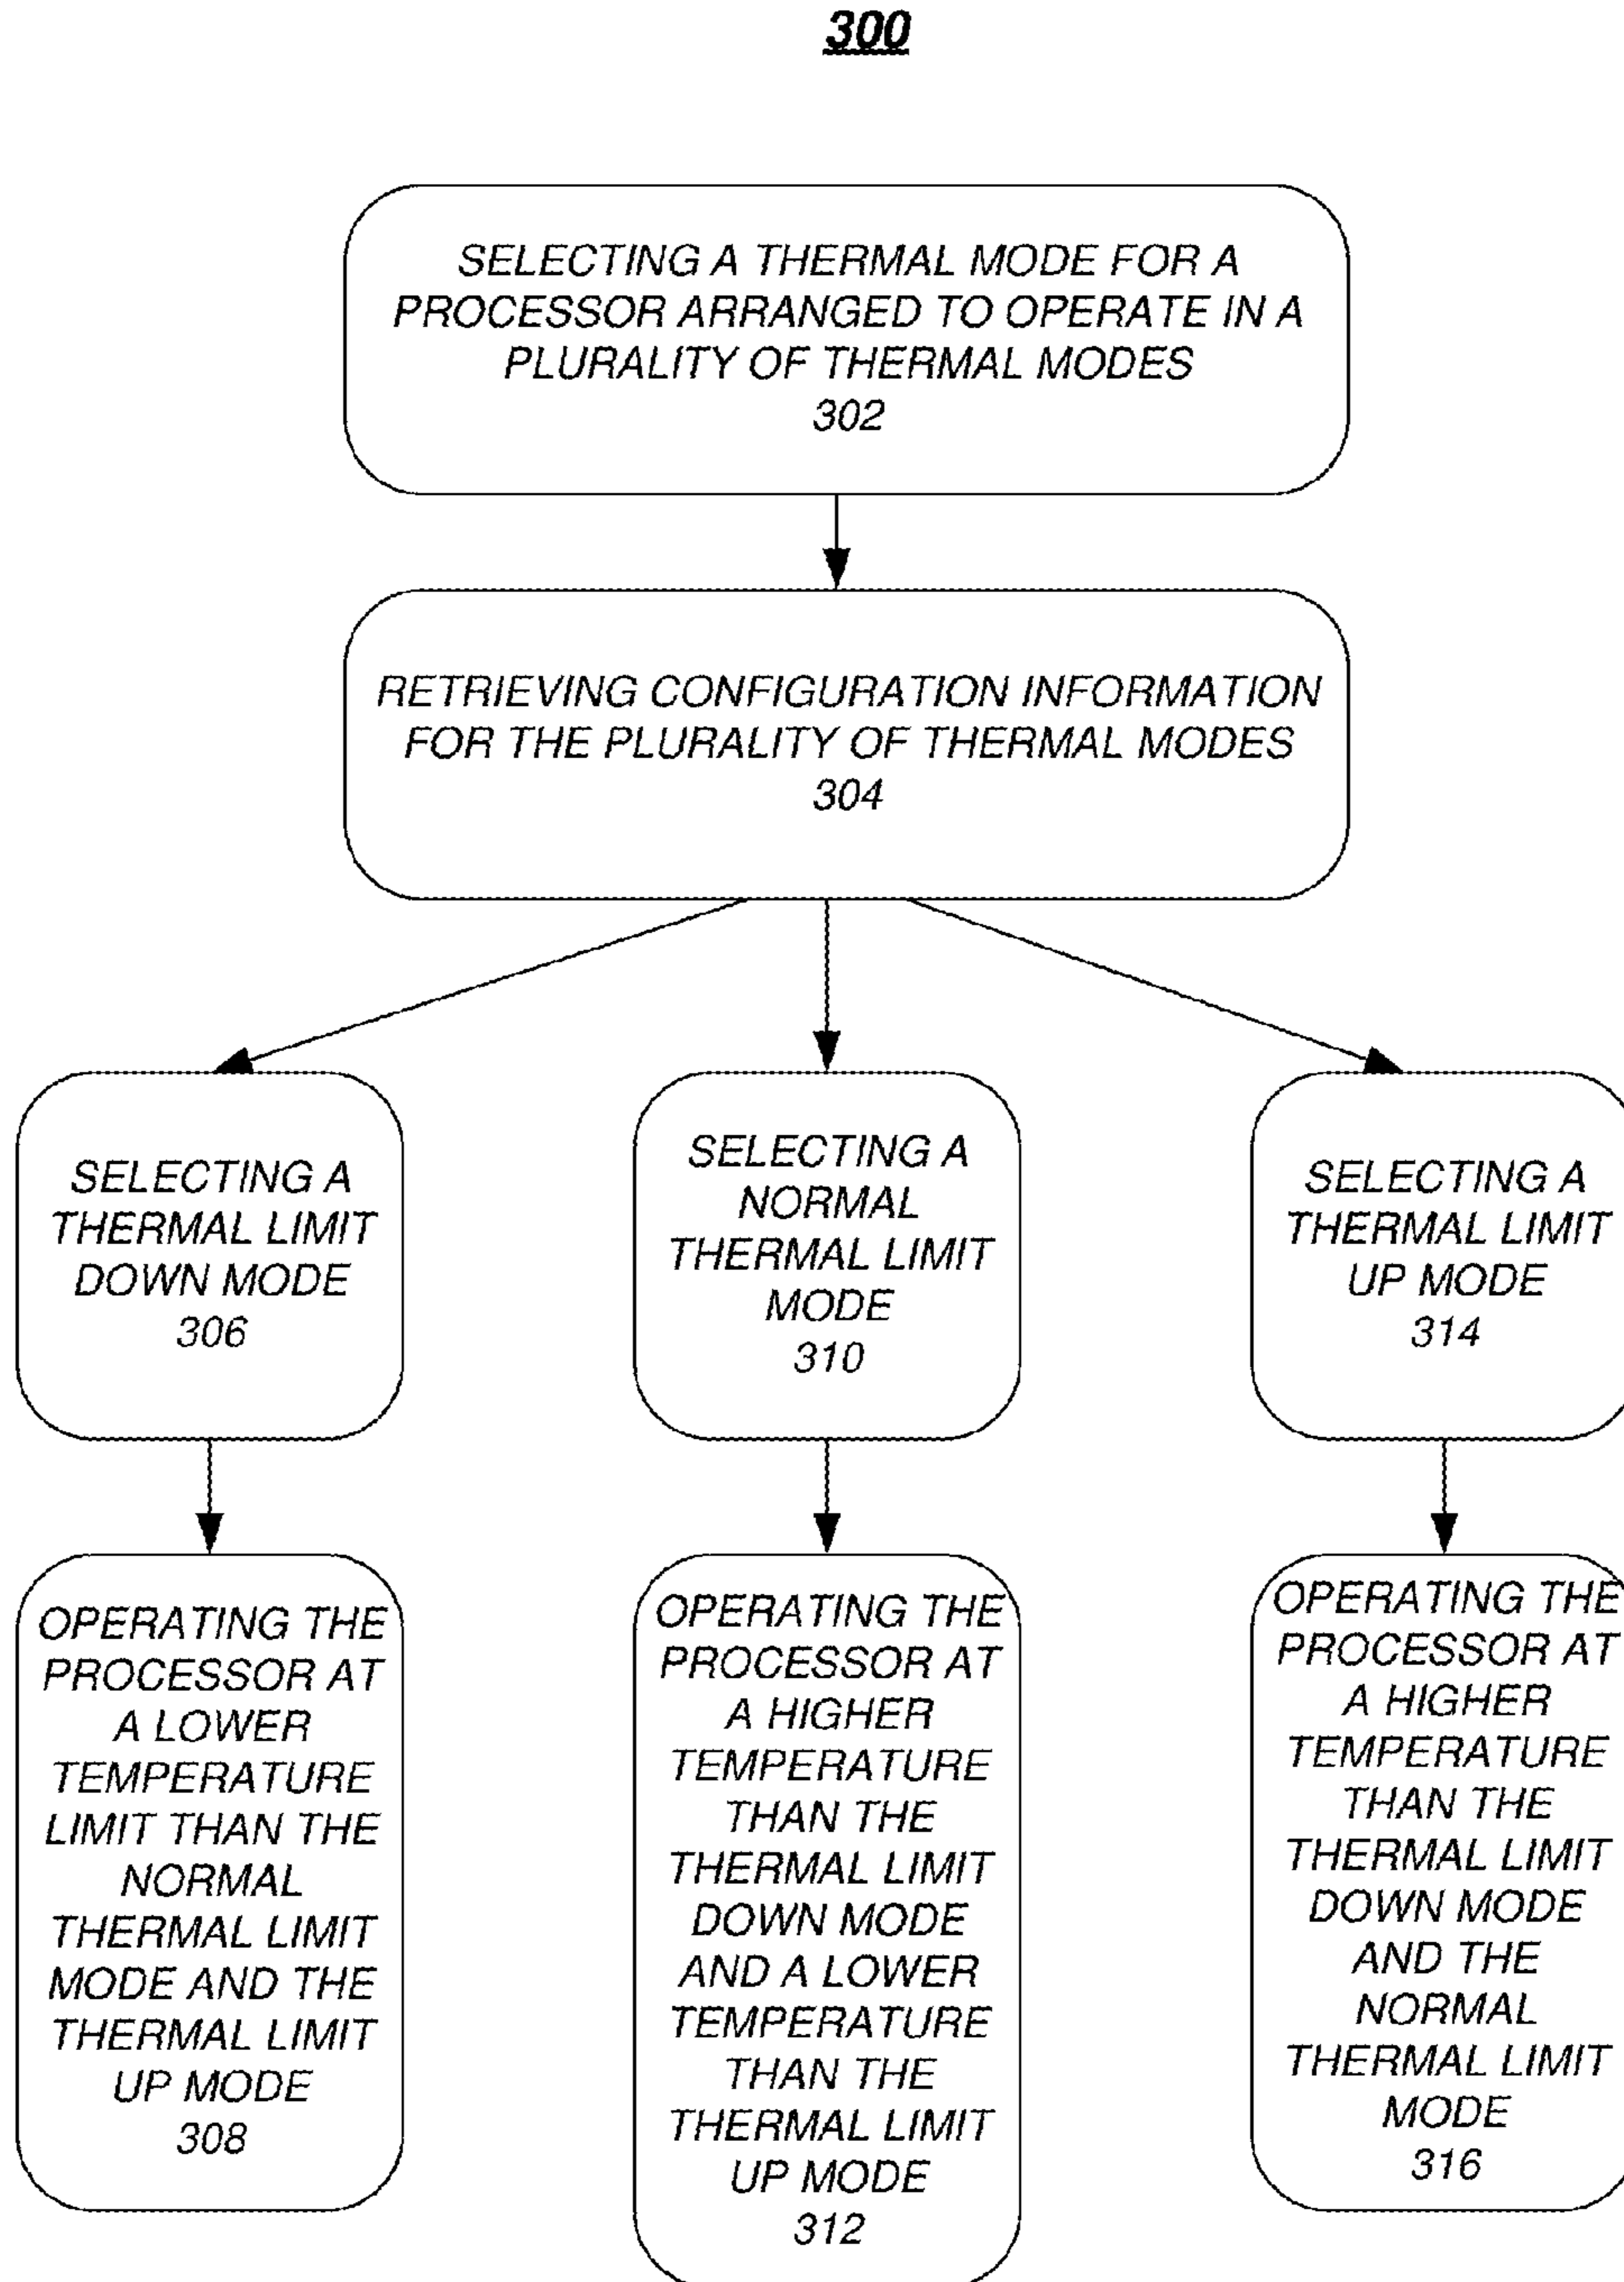 300
SELECTING A THERMAL MODE FOR A
PROCESSOR ARRANGED TO OPERATE IN A
PLURALITY OF THERMAL MODES
302
RETRIEVING CONFIGURATION INFORMATION
FOR THE PLURALITY OF THERMAL MODES
304
SELECTING A
THERMAL LIMIT
DOWN MODE
306
SELECTING A
NORMAL
THERMAL LIMIT
MODE
310
SELECTING A
THERMAL LIMIT
UP MODE
314
OPERATING THE
PROCESSOR AT
A LOWER
TEMPERATURE
LIMIT THAN THE
NORMAL
THERMAL LIMIT
MODE AND THE
THERMAL LIMIT
UP MODE
308
OPERATING THE
PROCESSOR AT
A HIGHER
TEMPERATURE
THAN THE
THERMAL LIMIT
DOWN MODE
AND A LOWER
TEMPERATURE
THAN THE
THERMAL LIMIT
UP MODE
312
OPERATING THE
PROCESSOR AT
A HIGHER
TEMPERATURE
THAN THE
THERMAL LIMIT
DOWN MODE
AND THE
NORMAL
THERMAL LIMIT
MODE
316